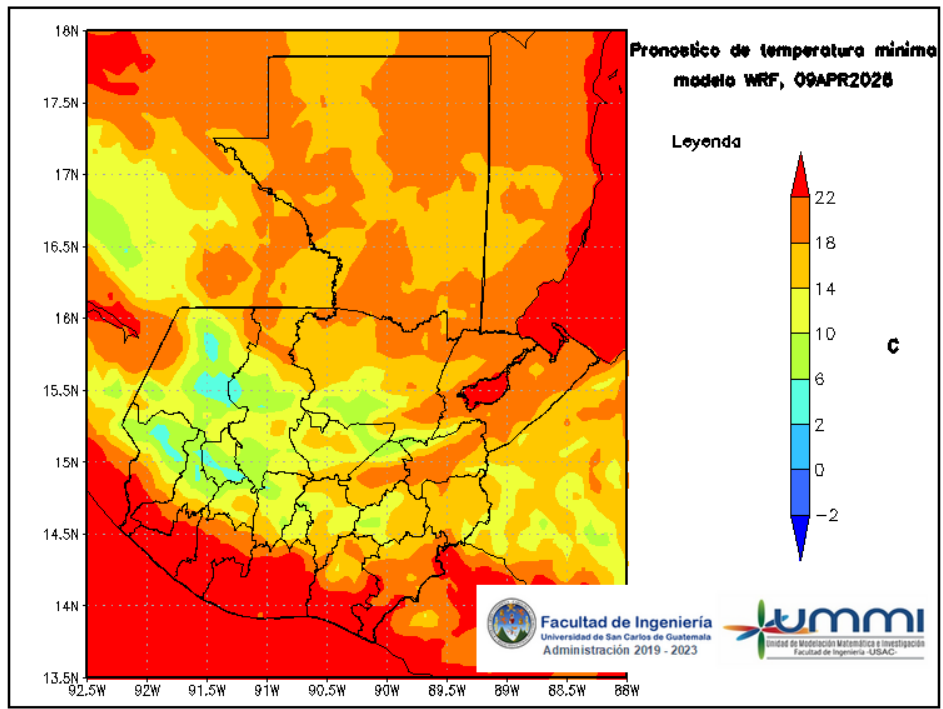 Pronostico de temperatura minima
modelo WRF, 09APR2026
Leyenda
22
18
14
10
6
2
0
−2
C
18N
17.5N
17N
16.5N
16N
15.5N
15N
14.5N
14N
13.5N
92.5W 92W 91.5W 91W 90.5W 90W 89.5W 89W 88.5W 88W
Facultad de Ingeniería
Universidad de San Carlos de Guatemala
Administración 2019 - 2023
ummi
Unidad de Modelación Matemática e Investigación
Facultad de Ingeniería -USAC-